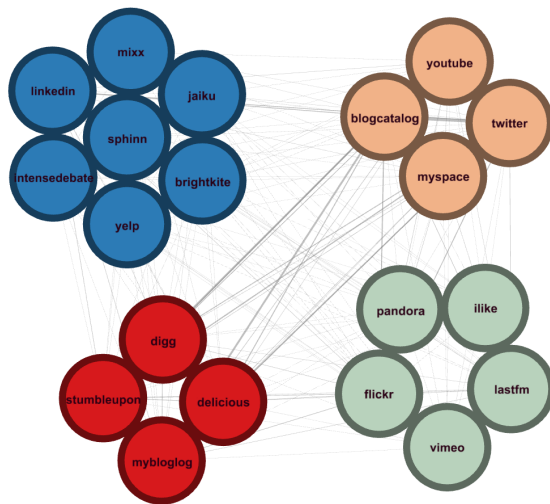 mixx
linkedin
jaiku
sphinn
intensedebate
brightkite
yelp
youtube
blogcatalog
twitter
myspace
digg
stumbleupon
delicious
mybloglog
pandora
ilike
flickr
lastfm
vimeo